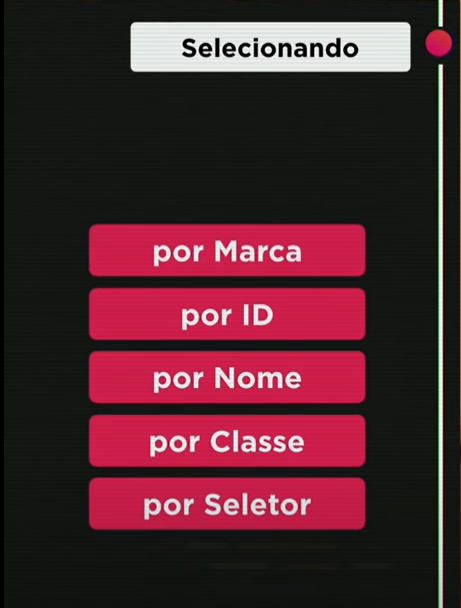 Selecionando
por Marca
por ID
por Nome
por Classe
por Seletor